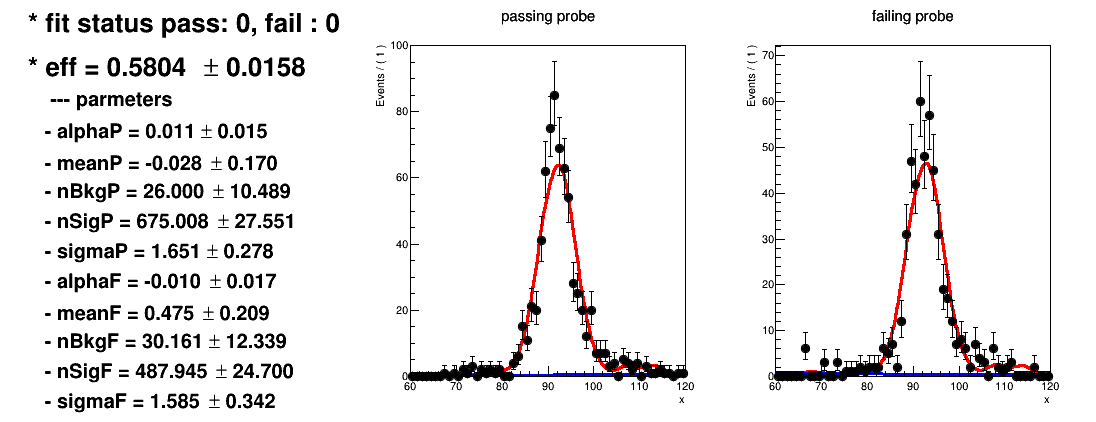 * fit status pass: 0, fail : 0
* eff = 0.5804 ± 0.0158
--- parmeters
- alphaP = 0.011 ± 0.015
- meanP = -0.028 ± 0.170
- nBkgP = 26.000 ± 10.489
- nSigP = 675.008 ± 27.551
- sigmaP = 1.651 ± 0.278
- alphaF = -0.010 ± 0.017
- meanF = 0.475 ± 0.209
- nBkgF = 30.161 ± 12.339
- nSigF = 487.945 ± 24.700
- sigmaF = 1.585 ± 0.342
passing probe
Events / ( 1 )
100
80
60
40
20
0
60 70 80 90 100 110 120
x
failing probe
Events / ( 1 )
70
60
50
40
30
20
10
0
60 70 80 90 100 110 120
x